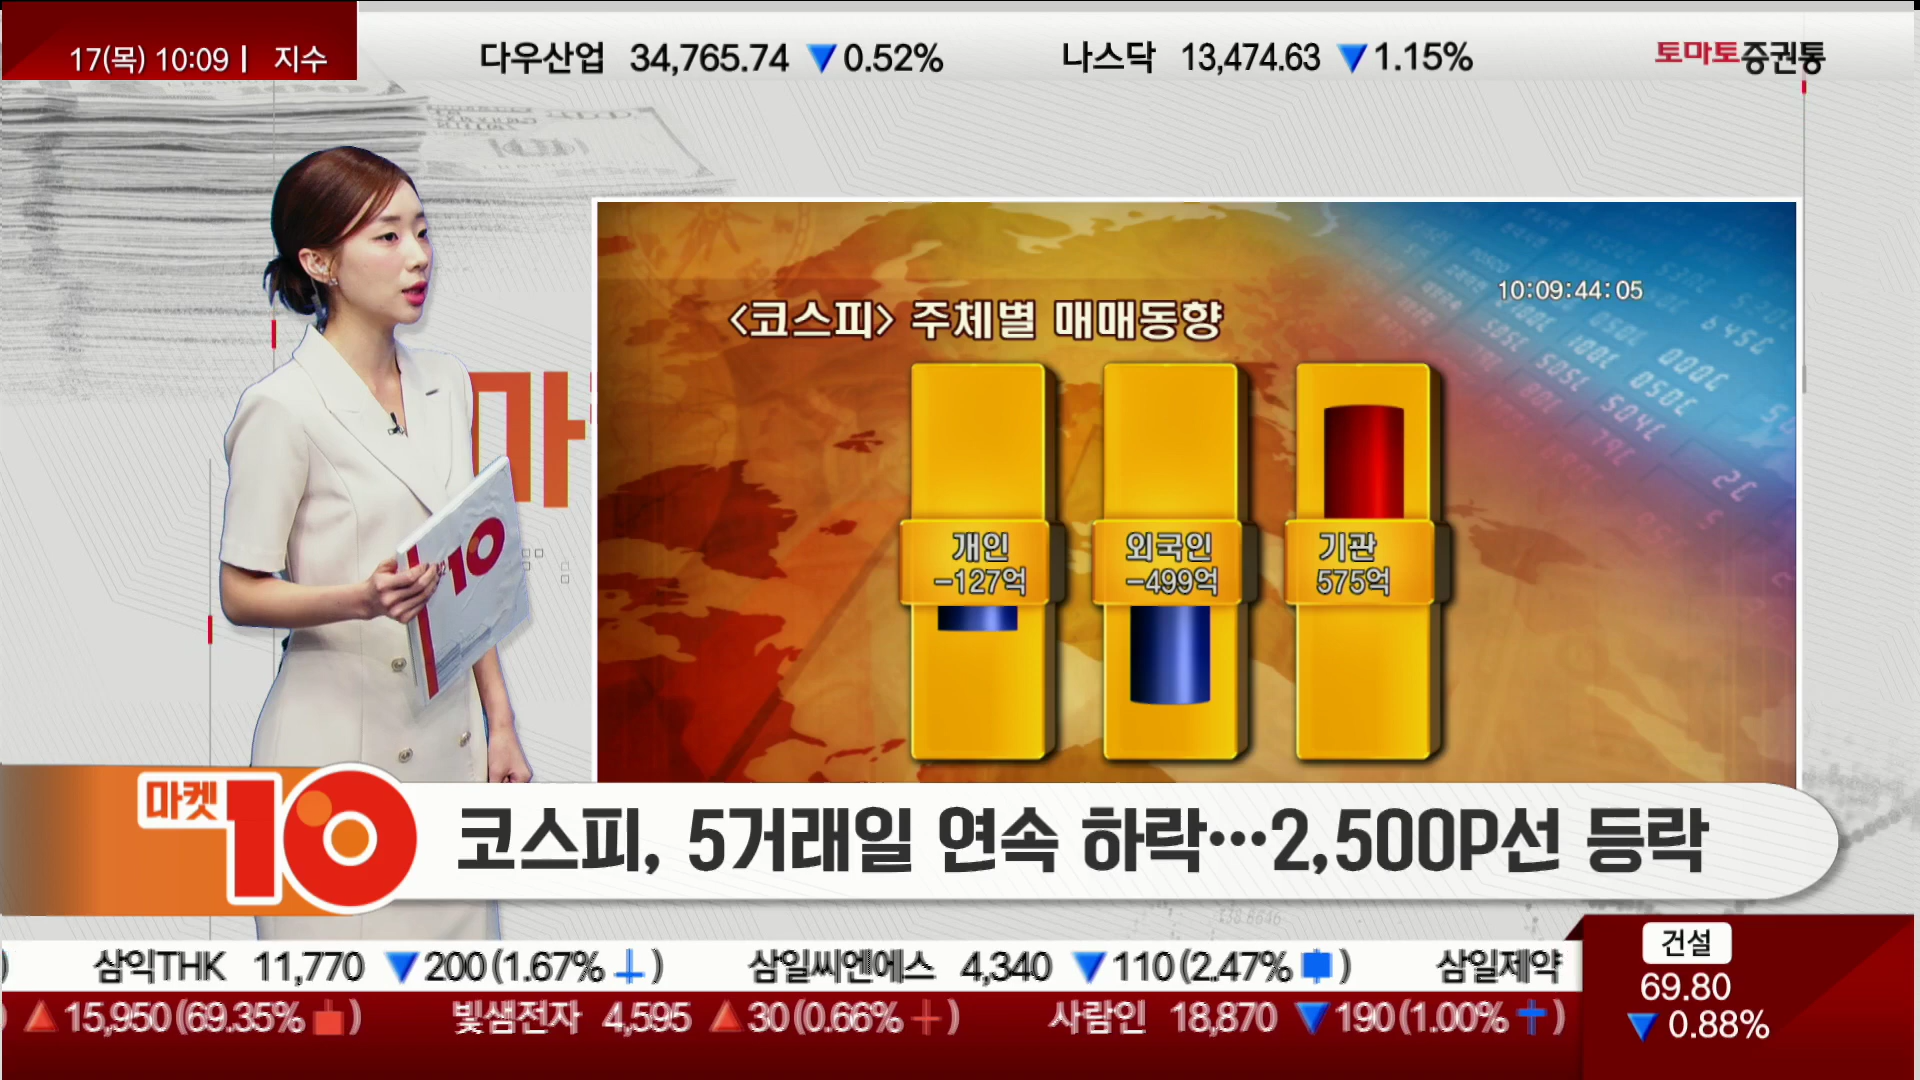 17(목) 10:09 | 지수
다우산업 34,765.74 ▼0.52%
나스닥 13,474.63 ▼1.15%
토마토증권통
10:09:44:05
<코스피> 주체별 매매동향
마
10
개인
-127억
외국인
-499억
기관
575억
마켓
10
코스피, 5거래일 연속 하락…2,500P선 등락
) 삼익THK 11,770 ▼200(1.67% ) 삼일씨엔에스 4,340 ▼110(2.47% ) 삼일제약
) ▲15,950(69.35% ) 빛샘전자 4,595 ▲30(0.66% ) 사람인 18,870 ▼190(1.00% )
건설
69.80
▼ 0.88%